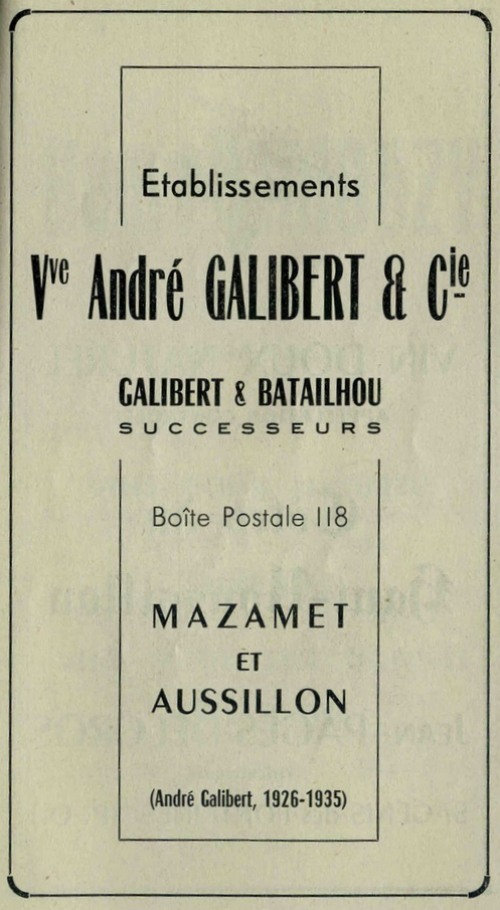 Etablissements
Vve André GALIBERT & Cie
GALIBERT & BATAILHOU
SUCCESSEURS
Boîte Postale 118
MAZAMET
ET
AUSSILLON
(André Galibert, 1926-1935)